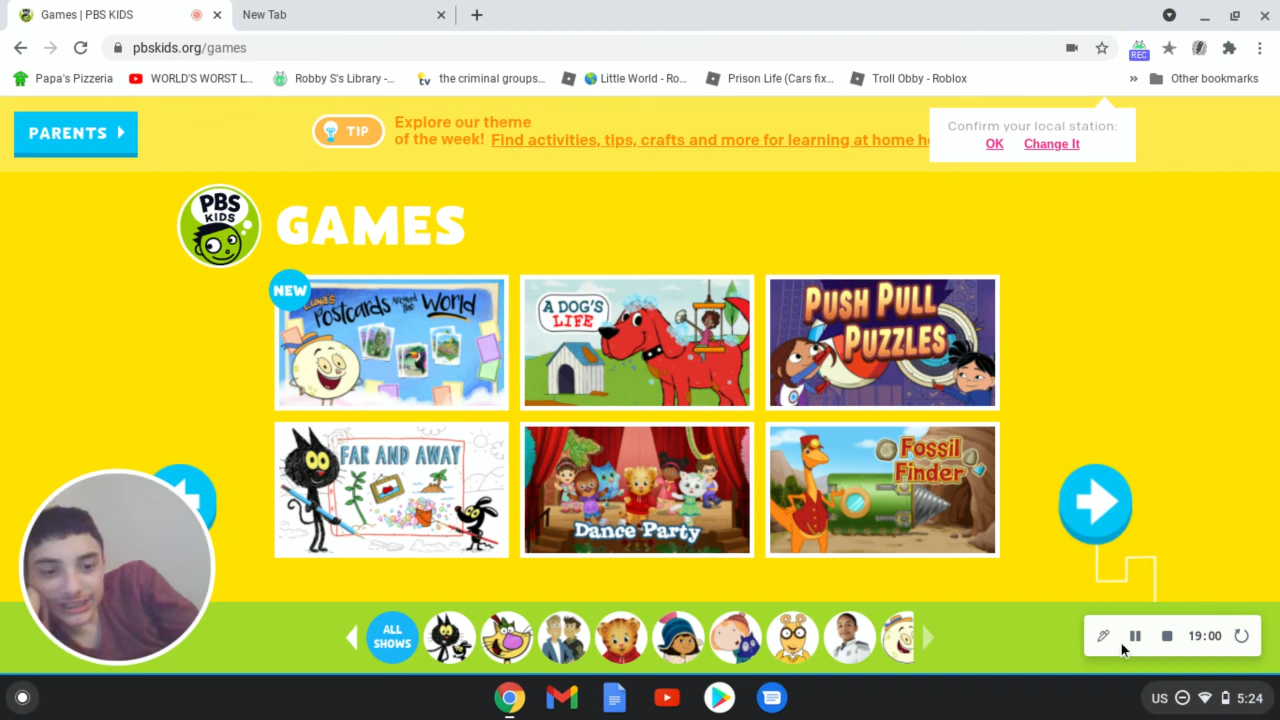 Games | PBS KIDS
New Tab
pbskids.org/games
REC
Papa's Pizzeria
WORLD'S WORST L...
Robby S's Library -...
tv
the criminal groups...
Little World - Ro...
Prison Life (Cars fix...
Troll Obby - Roblox
»
Other bookmarks
PARENTS
TIP
Explore our theme
of the week! Find activities, tips, crafts and more for learning at home
Confirm your local station:
OK Change It
PBS
KIDS
GAMES
NEW
Luna's
Postcards Around the World
A DOG'S
LIFE
PUSH PULL
PUZZLES
FAR AND AWAY
Dance Party
Fossil
Finder
ALL
SHOWS
19:00
US
5:24